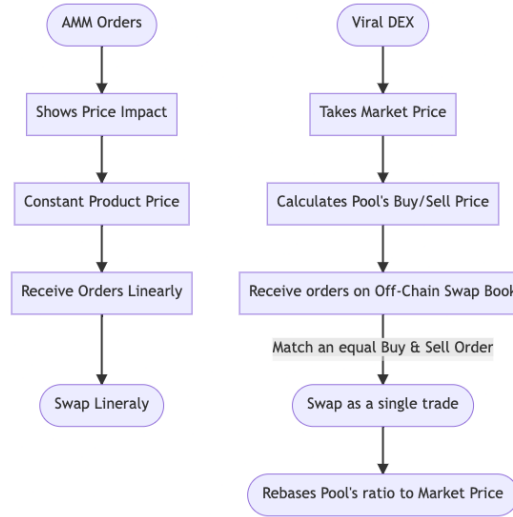 AMM Orders
Shows Price Impact
Constant Product Price
Receive Orders Linearly
Swap Lineraly
Viral DEX
Takes Market Price
Calculates Pool's Buy/Sell Price
Receive orders on Off-Chain Swap Book
Match an equal Buy & Sell Order
Swap as a single trade
Rebases Pool's ratio to Market Price